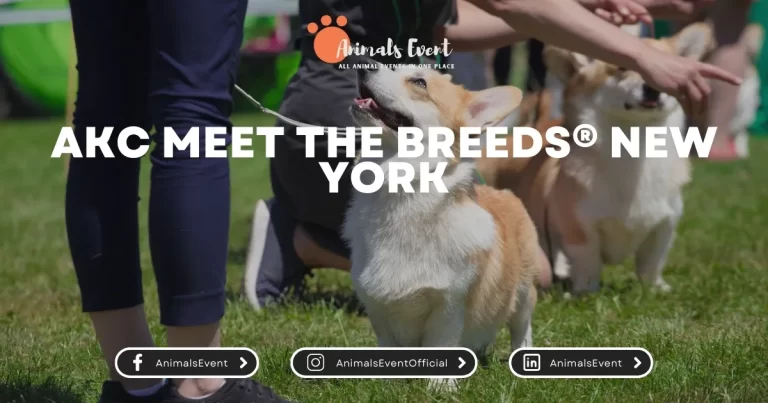 Animals Event
ALL ANIMAL EVENTS IN ONE PLACE
AKC MEET THE BREEDS® NEW
YORK
AnimalsEvent
AnimalsEventOfficial
AnimalsEvent